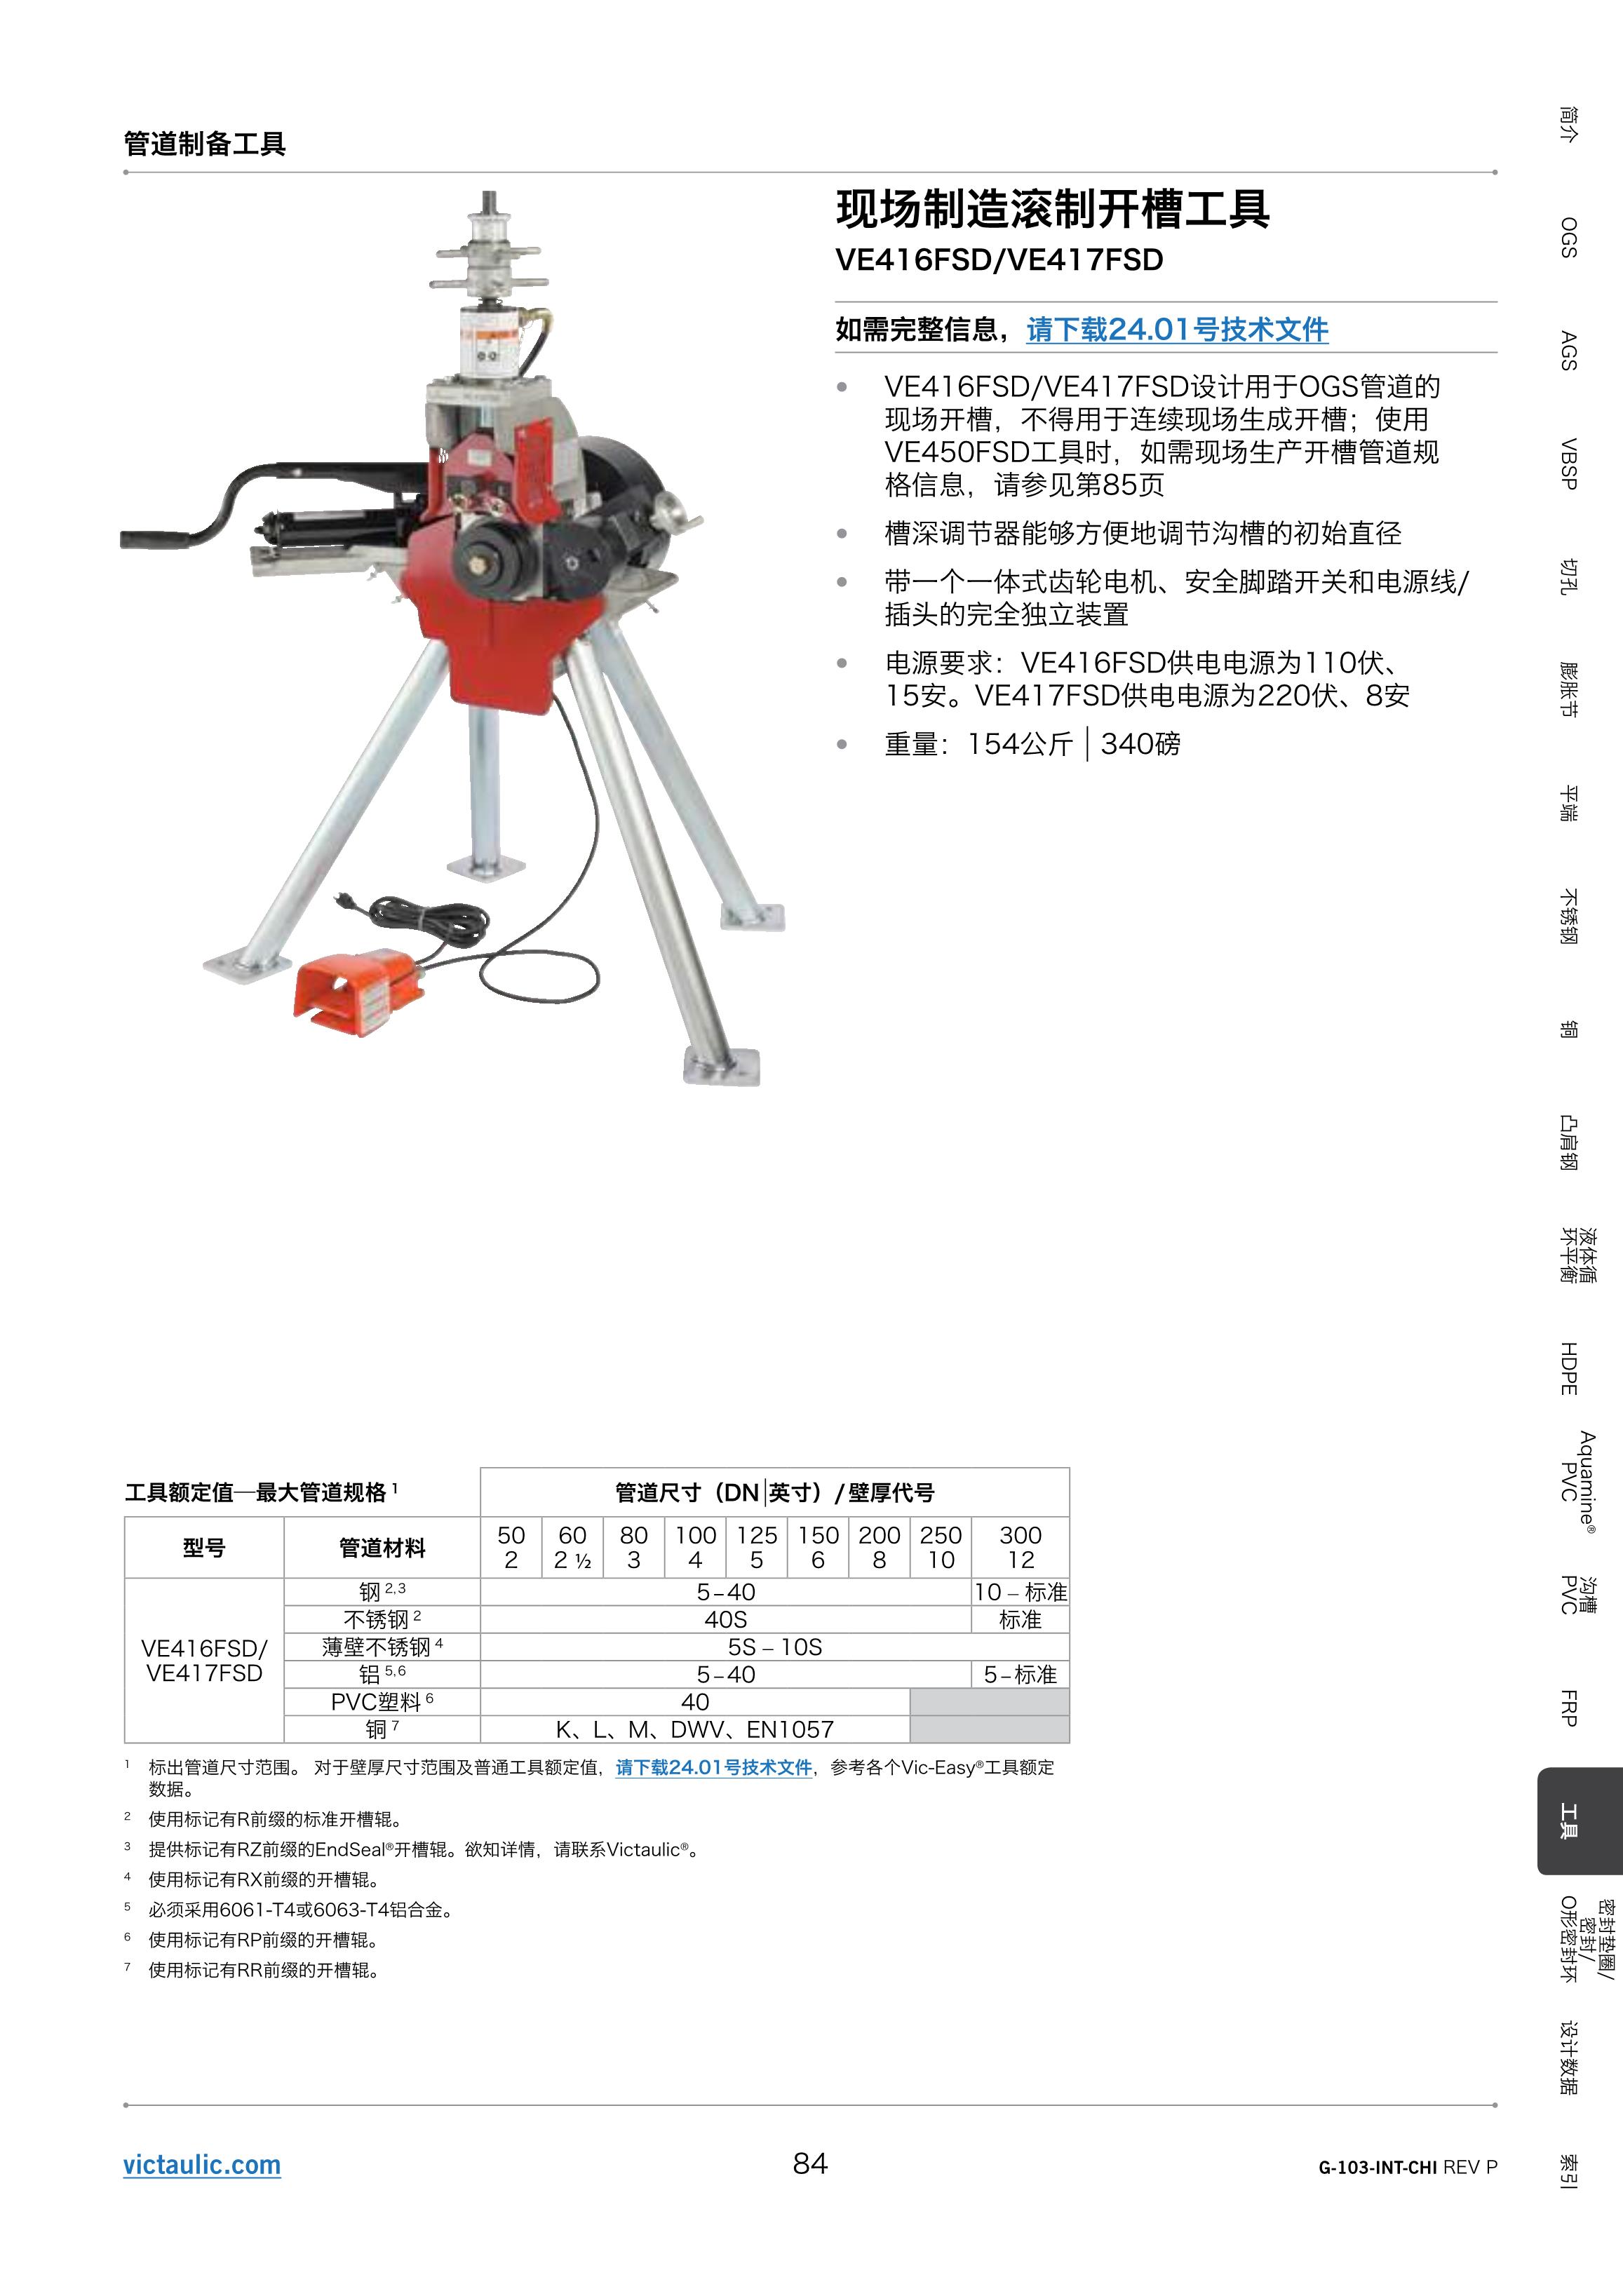 管道制备工具
现场制造滚制开槽工具
VE416FSD/VE417FSD
如需完整信息，请下载24.01号技术文件
• VE416FSD/VE417FSD设计用于OGS管道的
现场开槽，不得用于连续现场生成开槽；使用
VE450FSD工具时，如需现场生产开槽管道规
格信息，请参见第85页
• 槽深调节器能够方便地调节沟槽的初始直径
• 带一个一体式齿轮电机、安全脚踏开关和电源线/
插头的完全独立装置
• 电源要求：VE416FSD供电电源为110伏、
15安。VE417FSD供电电源为220伏、8安
• 重量：154公斤│340磅
工具额定值—最大管道规格 1 管道尺寸（DN│英寸）/ 壁厚代号
型号 管道材料 50 60 80 100 125 150 200 250 300
2 2 ½ 3 4 5 6 8 10 12
VE416FSD/
VE417FSD
钢 2,3 5–40 10 – 标准
不锈钢 2 40S 标准
薄壁不锈钢 4 5S – 10S
铝 5,6 5–40 5–标准
PVC塑料 6 40
铜 7 K、L、M、DWV、EN1057
1 标出管道尺寸范围。 对于壁厚尺寸范围及普通工具额定值，请下载24.01号技术文件，参考各个Vic-Easy®工具额定
数据。
2 使用标记有R前缀的标准开槽辊。
3 提供标记有RZ前缀的EndSeal®开槽辊。欲知详情，请联系Victaulic®。
4 使用标记有RX前缀的开槽辊。
5 必须采用6061-T4或6063-T4铝合金。
6 使用标记有RP前缀的开槽辊。
7 使用标记有RR前缀的开槽辊。
victaulic.com
84
G-103-INT-CHI REV P
简介
OGS
AGS
VBSP
切孔
膨胀节
平端
不锈钢
铜
凸肩钢
液体循
环平衡
HDPE
Aquamine®
PVC
沟槽
PVC
FRP
工具
密封垫圈/
密封/
O形密封环
设计数据
索引